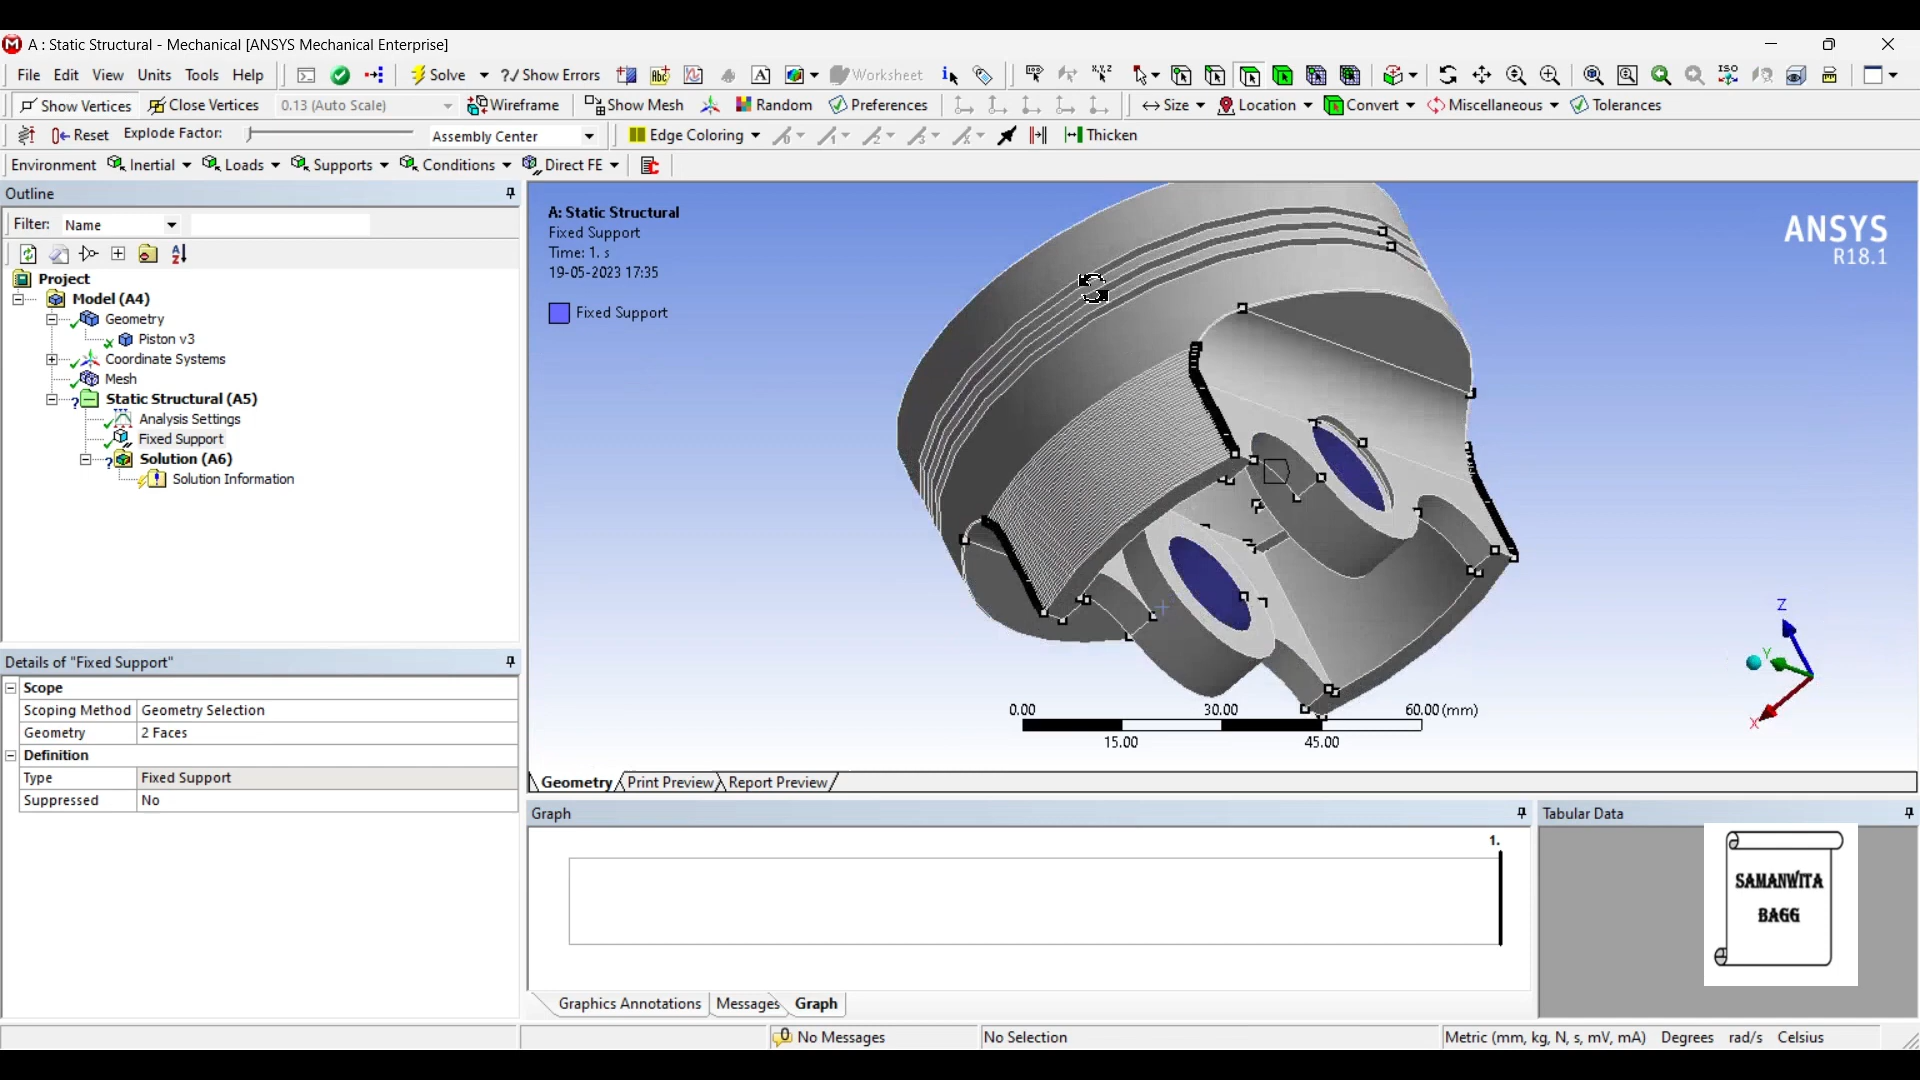 A : Static Structural - Mechanical [ANSYS Mechanical Enterprise]
File Edit View Units Tools Help Solve ?/ Show Errors Worksheet
Show Vertices Close Vertices 0.13 (Auto Scale) Wireframe Show Mesh Random Preferences Size Location Convert Miscellaneous Tolerances
Reset Explode Factor: Assembly Center Edge Coloring Thicken
Environment Inertial Loads Supports Conditions Direct FE
Outline
Filter: Name
Project
Model (A4)
Geometry
Piston v3
Coordinate Systems
Mesh
Static Structural (A5)
Analysis Settings
Fixed Support
Solution (A6)
Solution Information
Details of "Fixed Support"
Scope
Scoping Method Geometry Selection
Geometry 2 Faces
Definition
Type Fixed Support
Suppressed No
A: Static Structural
Fixed Support
Time: 1. s
19-05-2023 17:35
Fixed Support
ANSYS
R18.1
Z
Y
X
0.00 30.00 60.00 (mm)
15.00 45.00
Geometry Print Preview Report Preview
Graph
1.
Graphics Annotations Messages Graph
Tabular Data
SAMANWITA
BAGG
No Messages No Selection Metric (mm, kg, N, s, mV, mA) Degrees rad/s Celsius